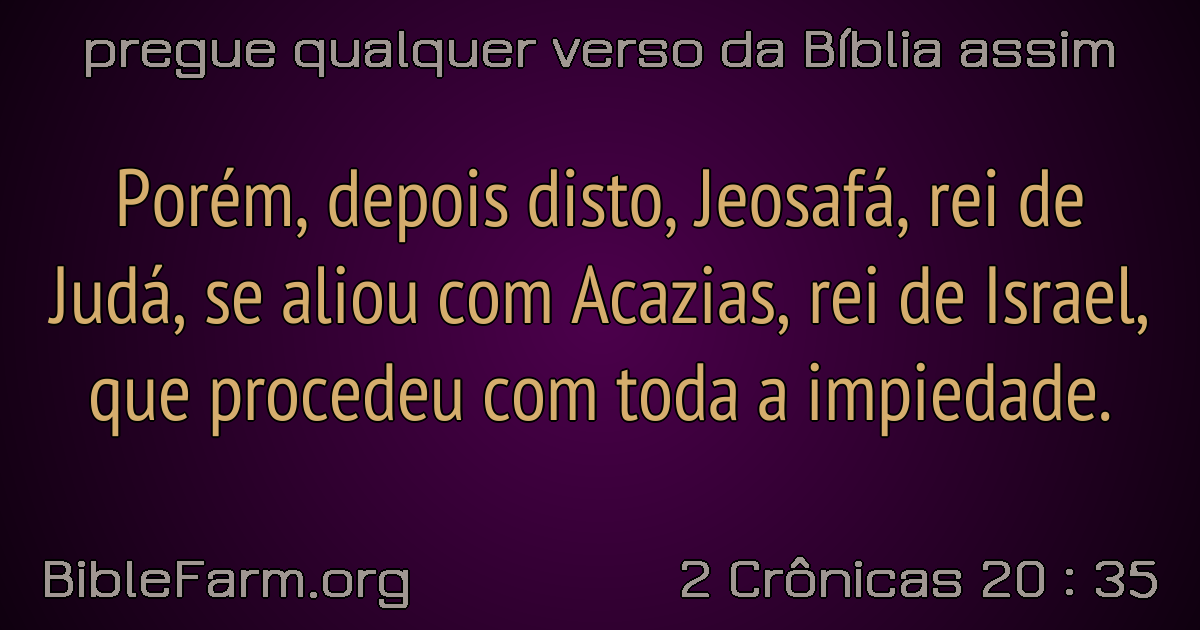 pregue qualquer verso da Bíblia assim
Porém, depois disto, Jeosafá, rei de
Judá, se aliou com Acazias, rei de Israel,
que procedeu com toda a impiedade.
BibleFarm.org
2 Crônicas 20 : 35